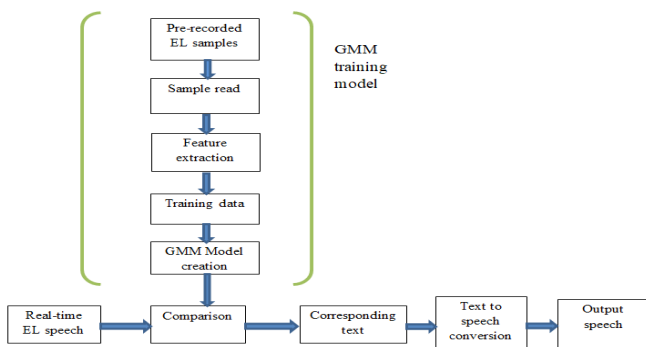 Pre-recorded
EL samples
GMM
training
model
Sample read
Feature
extraction
Training data
GMM Model
creation
Real-time
EL speech
Comparison
Corresponding
text
Text to
speech
conversion
Output
speech